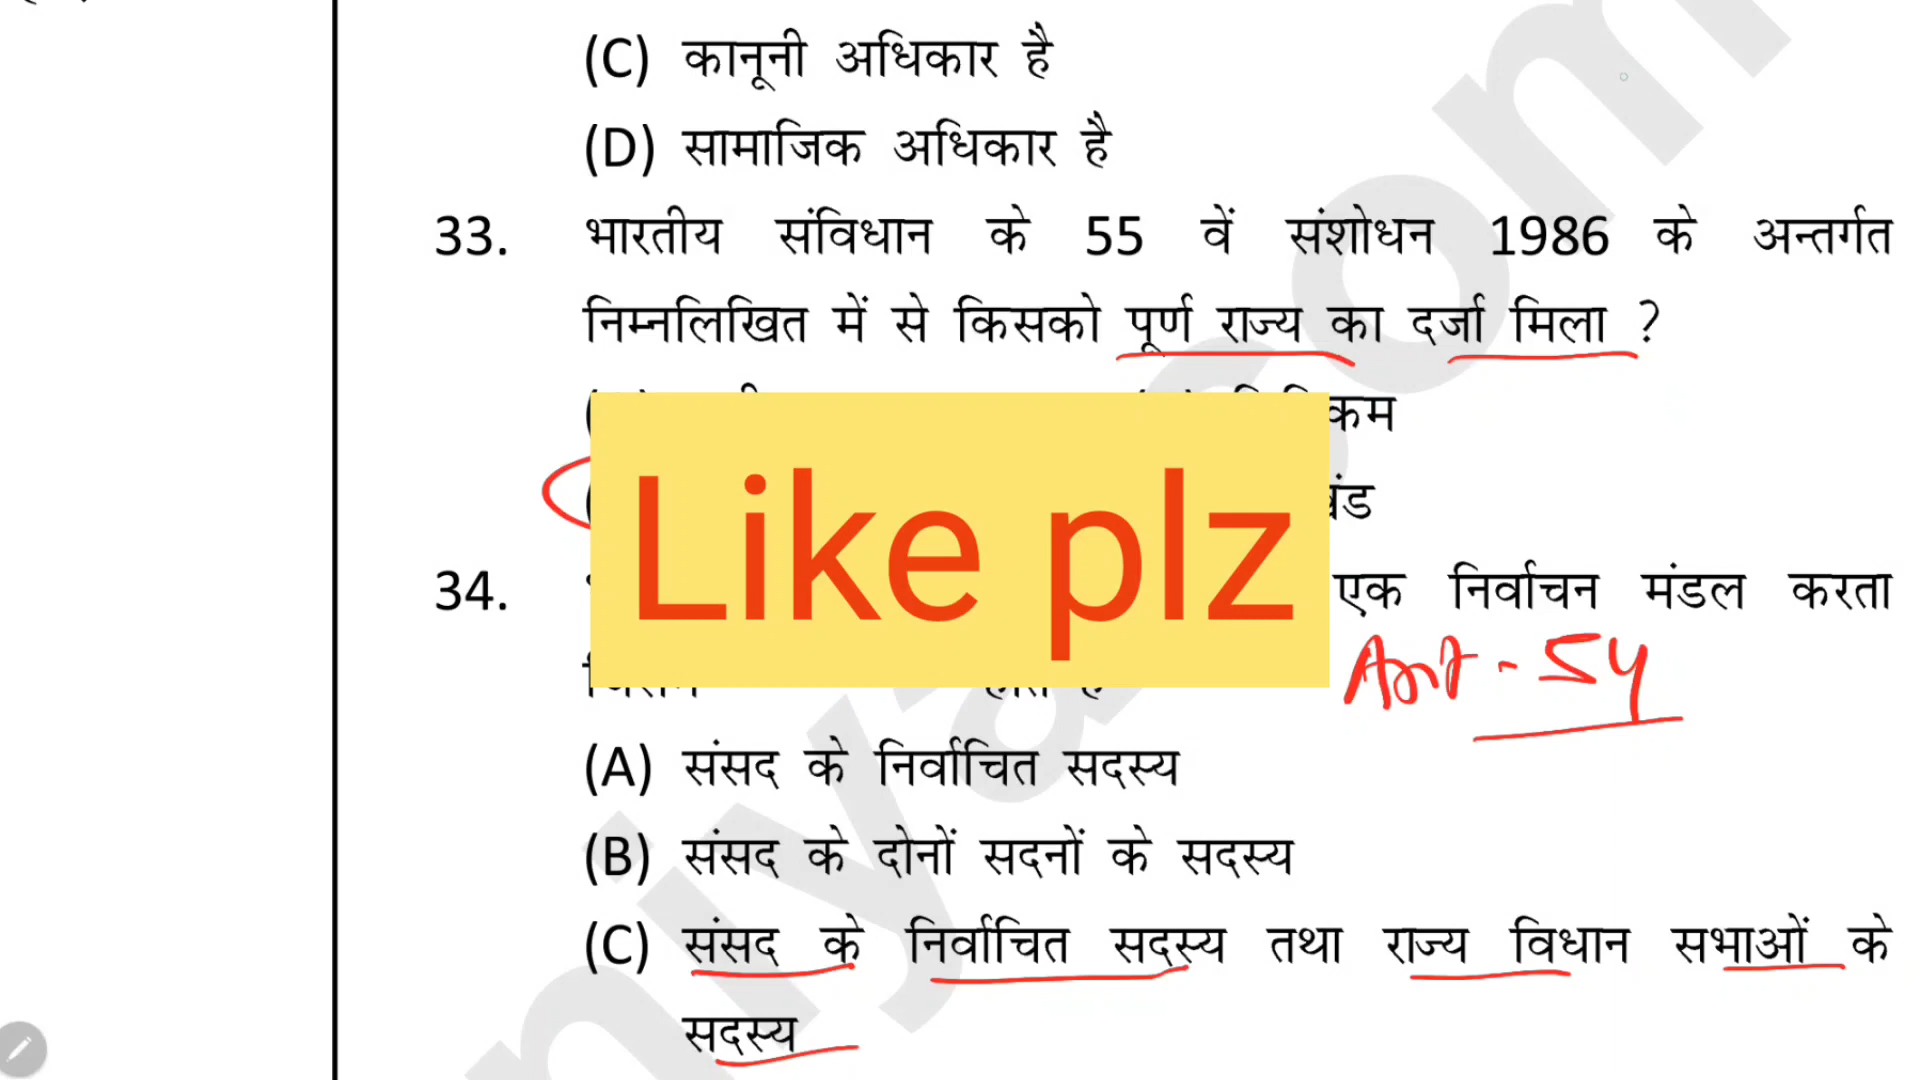 (C) कानूनी अधिकार है
(D) सामाजिक अधिकार है
33. भारतीय संविधान के 55 वें संशोधन 1986 के अन्तर्गत
निम्नलिखित में से किसको पूर्ण राज्य का दर्जा मिला ?
Like plz
34. एक निर्वाचन मंडल करता
Art - 54
(A) संसद के निर्वाचित सदस्य
(B) संसद के दोनों सदनों के सदस्य
(C) संसद के निर्वाचित सदस्य तथा राज्य विधान सभाओं के
सदस्य